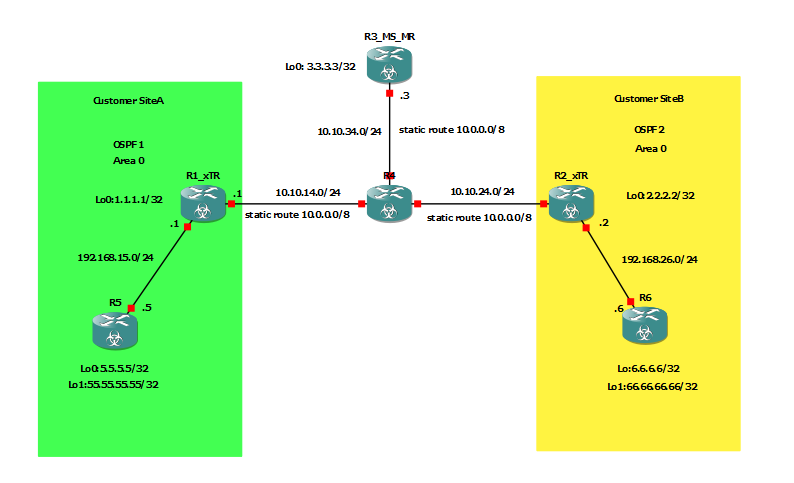 R3_MS_MR
Lo0: 3.3.3.3/32
.3
Customer SiteA
OSPF 1
Area 0
10.10.34.0/24
static route 10.0.0.0/8
Customer SiteB
OSPF 2
Area 0
R1_xTR
Lo0:1.1.1.1/32
.1
.1
10.10.14.0/24
static route 10.0.0.0/8
R4
10.10.24.0/24
static route 10.0.0.0/8
R2_xTR
Lo0:2.2.2.2/32
.2
192.168.15.0/24
192.168.26.0/24
R5
.5
Lo0:5.5.5.5/32
Lo1:55.55.55.55/32
R6
.6
Lo:6.6.6.6/32
Lo1:66.66.66.66/32